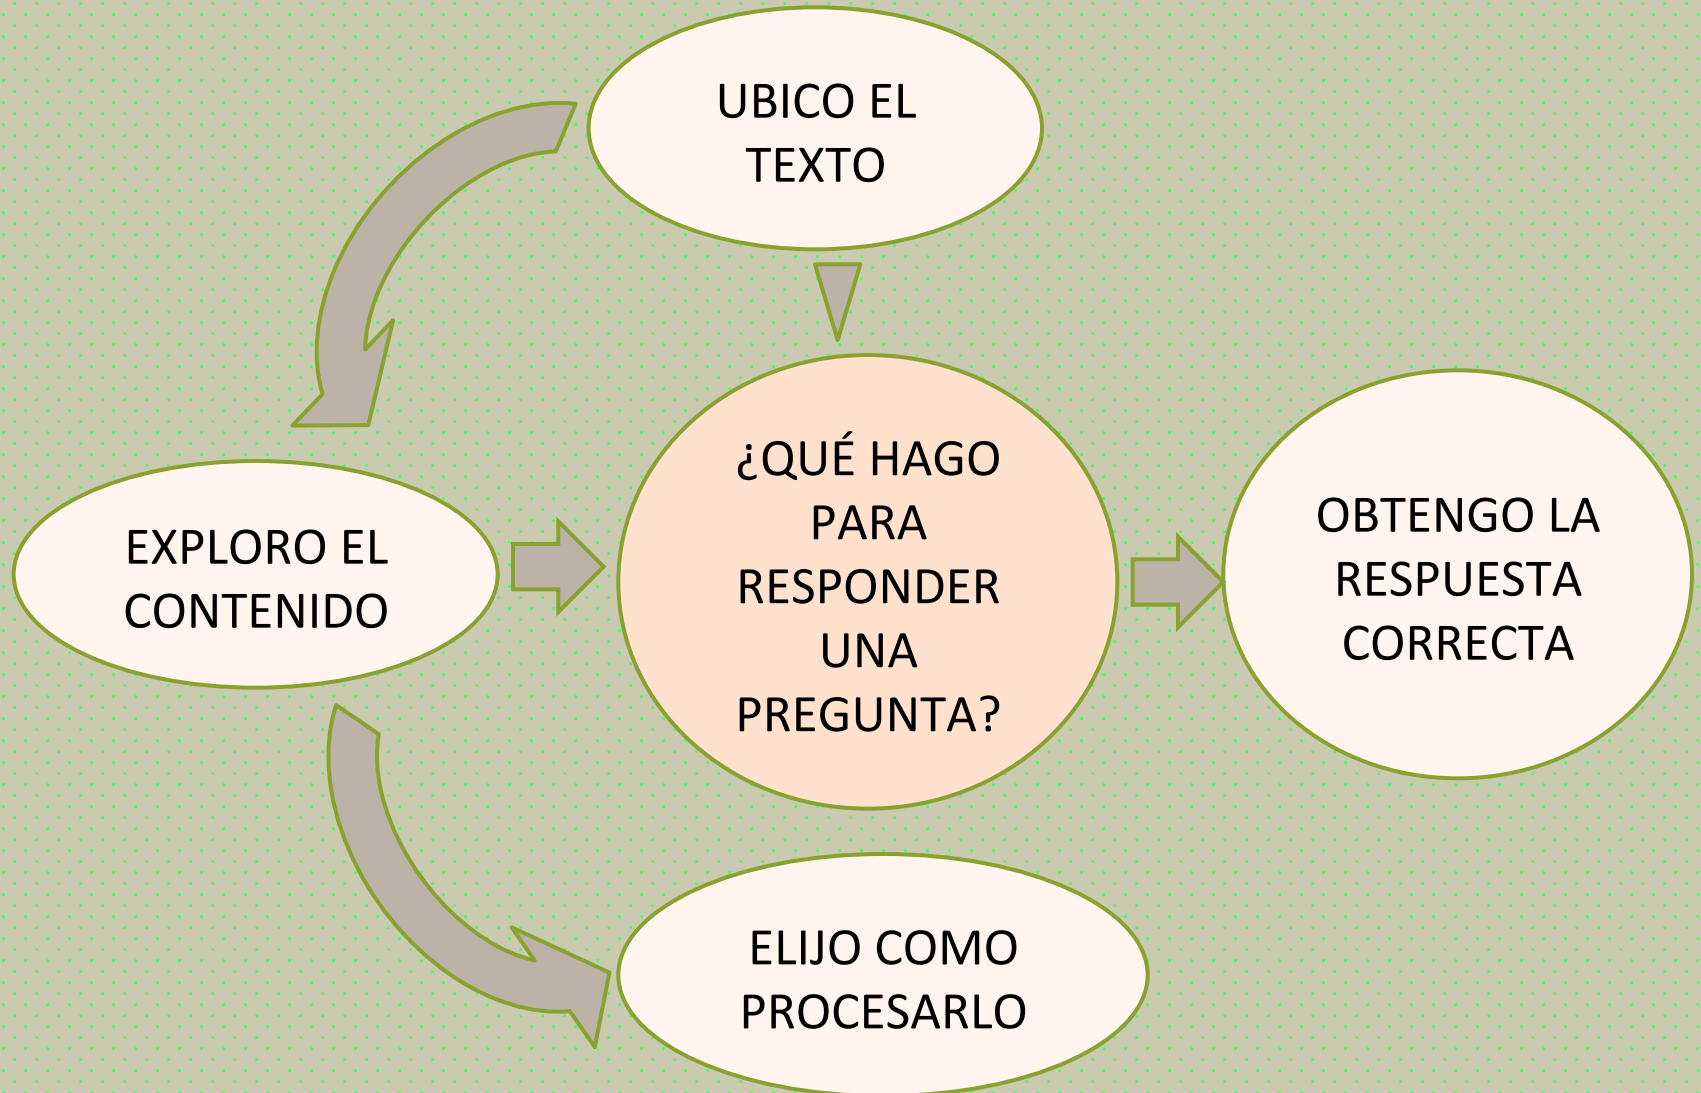 UBICO EL
TEXTO
EXPLORO EL
CONTENIDO
¿QUÉ HAGO
PARA
RESPONDER
UNA
PREGUNTA?
OBTENGO LA
RESPUESTA
CORRECTA
ELIJO COMO
PROCESARLO